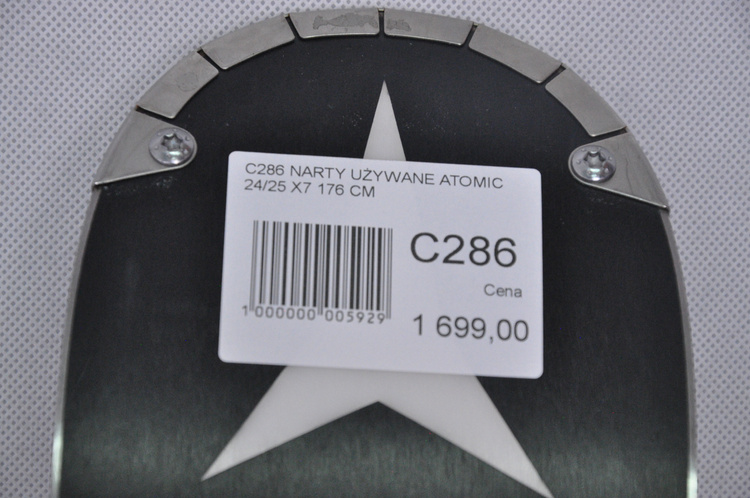 C286 NARTY UŻYWANE ATOMIC
24/25 X7 176 CM
C286
Cena
1 699,00
1 000000 005929